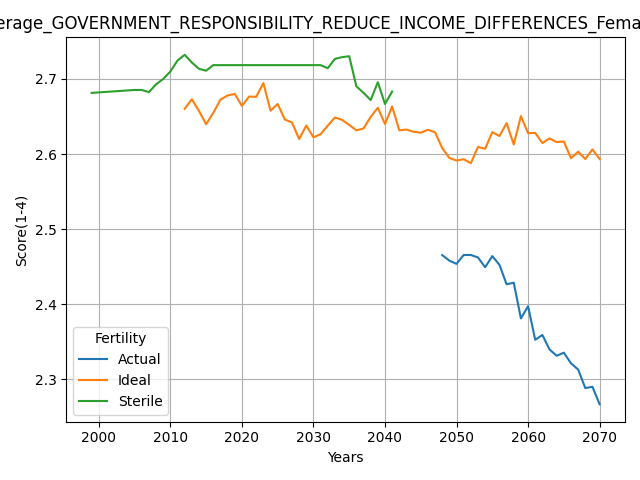 erage_GOVERNMENT_RESPONSIBILITY_REDUCE_INCOME_DIFFERENCES_Fema
Score(1-4)
2.7
2.6
2.5
2.4
2.3
Fertility
Actual
Ideal
Sterile
2000 2010 2020 2030 2040 2050 2060 2070
Years